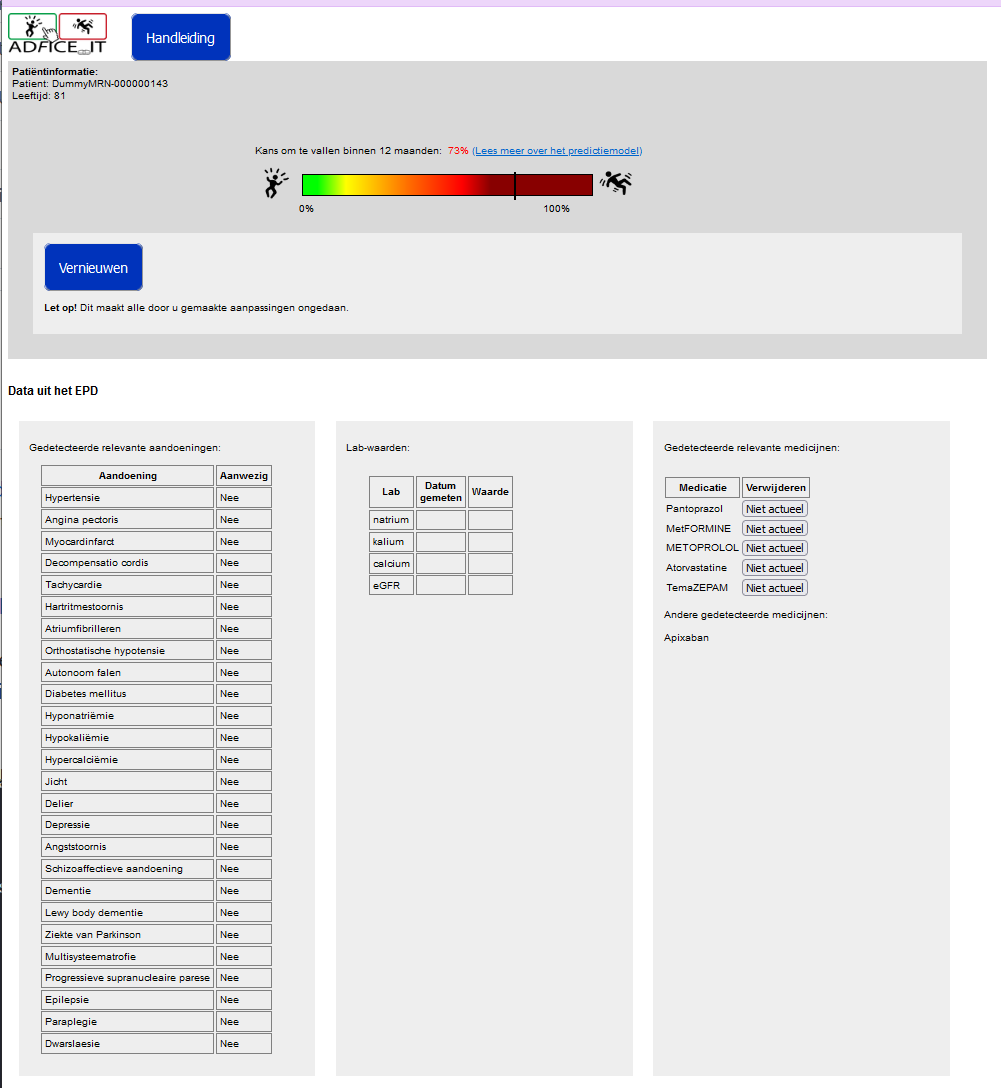 ADFICE_IT
Handleiding
Patiëntinformatie:
Patient: DummyMRN-000000143
Leeftijd: 81
Kans om te vallen binnen 12 maanden: 73% (Lees meer over het predictiemodel)
0% 100%
Vernieuwen
Let op! Dit maakt alle door u gemaakte aanpassingen ongedaan.
Data uit het EPD
Gedetecteerde relevante aandoeningen:
Aandoening Aanwezig
Hypertensie Nee
Angina pectoris Nee
Myocardinfarct Nee
Decompensatio cordis Nee
Tachycardie Nee
Hartritmestoornis Nee
Atriumfibrilleren Nee
Orthostatische hypotensie Nee
Autonoom falen Nee
Diabetes mellitus Nee
Hyponatriëmie Nee
Hypokaliëmie Nee
Hypercalciëmie Nee
Jicht Nee
Delier Nee
Depressie Nee
Angststoornis Nee
Schizoaffectieve aandoening Nee
Dementie Nee
Lewy body dementie Nee
Ziekte van Parkinson Nee
Multisysteematrofie Nee
Progressieve supranucleaire parese Nee
Epilepsie Nee
Paraplegie Nee
Dwarslaesie Nee
Lab-waarden:
Lab Datum gemeten Waarde
natrium
kalium
calcium
eGFR
Gedetecteerde relevante medicijnen:
Medicatie Verwijderen
Pantoprazol Niet actueel
MetFORMINE Niet actueel
METOPROLOL Niet actueel
Atorvastatine Niet actueel
TemaZEPAM Niet actueel
Andere gedetecteerde medicijnen:
Apixaban